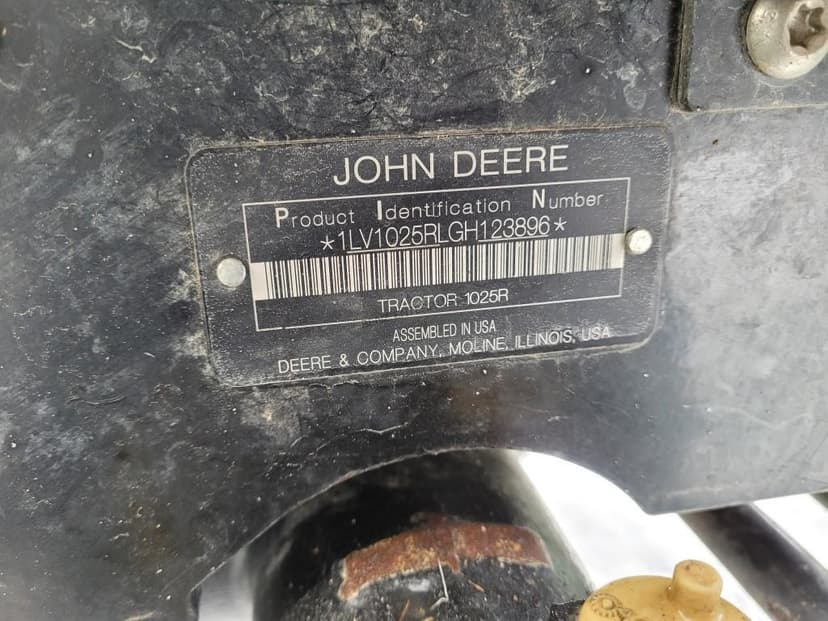 JOHN DEERE
Product Identification Number
*1LV1025RLGH123896*
TRACTOR 1025R
ASSEMBLED IN USA
DEERE & COMPANY, MOLINE, ILLINOIS, USA